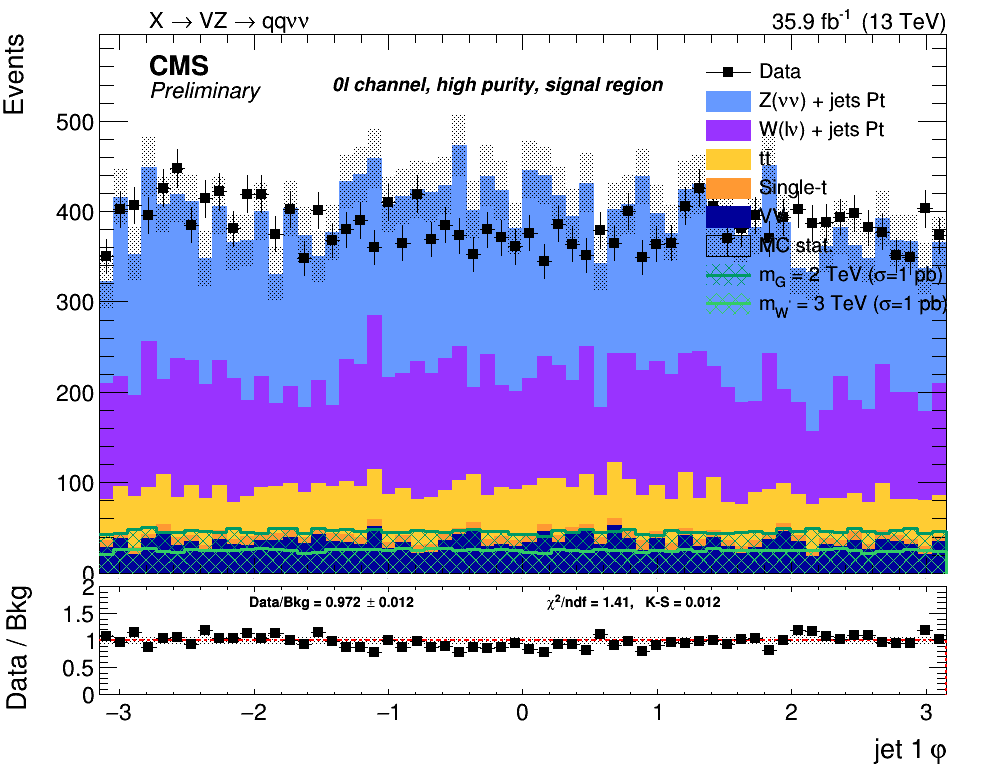 X → VZ → qqνν
35.9 fb⁻¹ (13 TeV)
Events
CMS
Preliminary
0l channel, high purity, signal region
Data
Z(νν) + jets Pt
W(lν) + jets Pt
tt
Single-t
VV
MC stat.
m_G = 2 TeV (σ=1 pb)
m_W' = 3 TeV (σ=1 pb)
500
400
300
200
100
0
Data / Bkg
2
1.5
1
0.5
0
Data/Bkg = 0.972 ± 0.012
χ²/ndf = 1.41, K-S = 0.012
−3 −2 −1 0 1 2 3
jet 1 φ